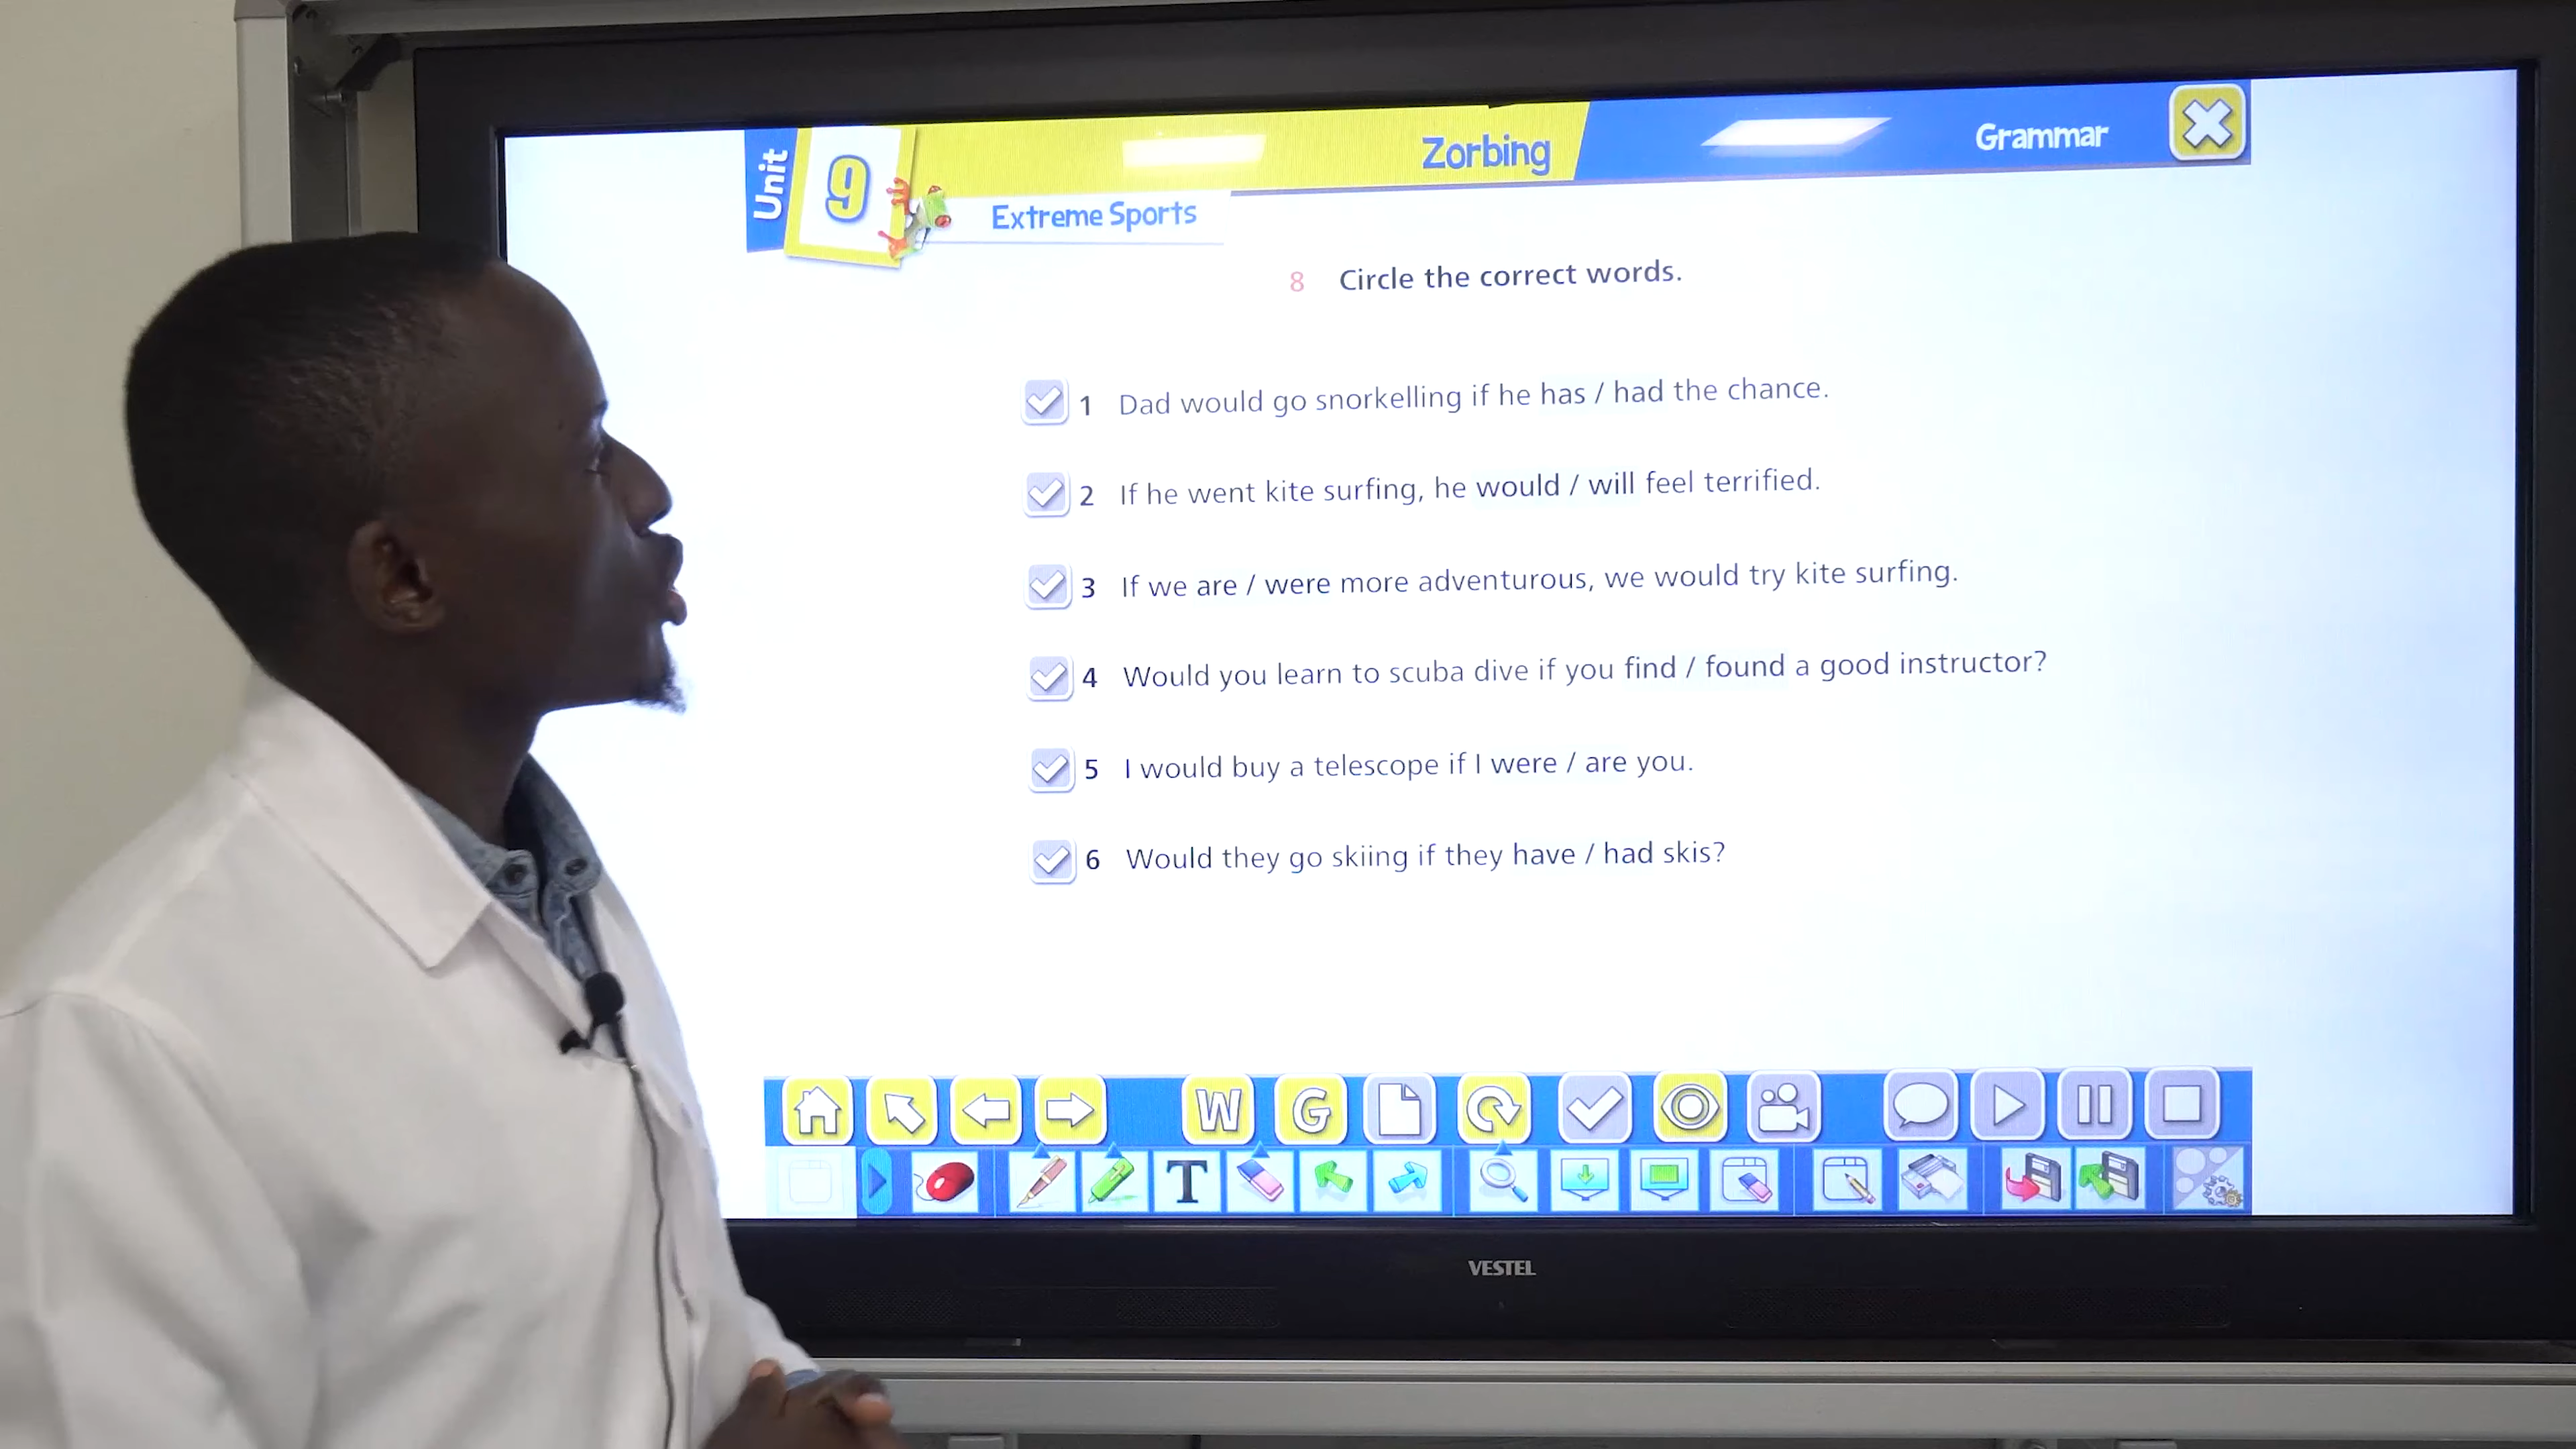 Unit
9
Zorbing
Grammar
Extreme Sports
8 Circle the correct words.
1 Dad would go snorkelling if he has / had the chance.
2 If he went kite surfing, he would / will feel terrified.
3 If we are / were more adventurous, we would try kite surfing.
4 Would you learn to scuba dive if you find / found a good instructor?
5 I would buy a telescope if I were / are you.
6 Would they go skiing if they have / had skis?
W G
T
VESTEL